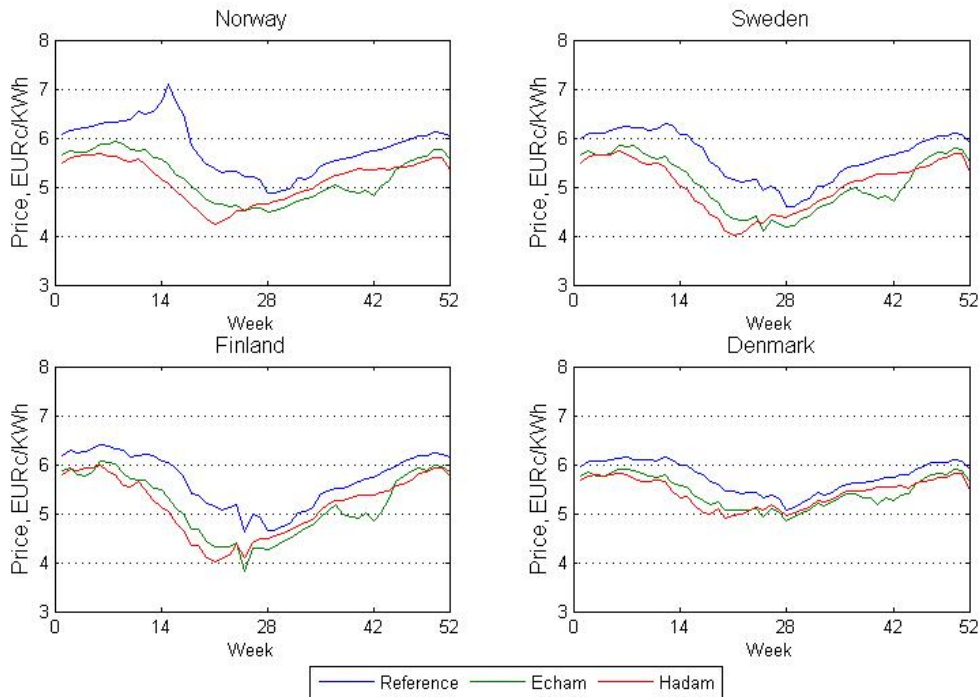 Norway
Price, EURc/KWh
8
7
6
5
4
3
0 14 28 42 52
Week
Sweden
Price, EURc/KWh
8
7
6
5
4
3
0 14 28 42 52
Week
Finland
Price, EURc/KWh
8
7
6
5
4
3
0 14 28 42 52
Week
Denmark
Price, EURc/KWh
8
7
6
5
4
3
0 14 28 42 52
Week
Reference Echam Hadam